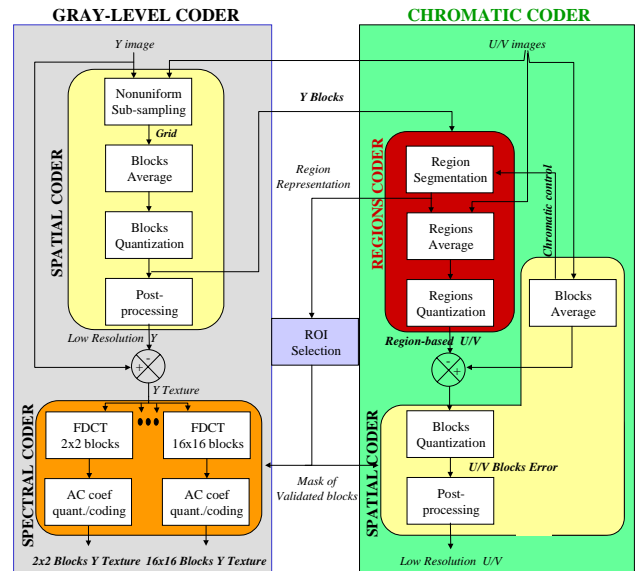 GRAY-LEVEL CODER
CHROMATIC CODER
Y image
U/V images
Nonuniform
Sub-sampling
Grid
Blocks
Average
Blocks
Quantization
Post-
processing
SPATIAL CODER
Low Resolution Y
+
-
Y Texture
FDCT
2x2 blocks
FDCT
16x16 blocks
AC coef
quant./coding
AC coef
quant./coding
SPECTRAL CODER
2x2 Blocks Y Texture
16x16 Blocks Y Texture
Y Blocks
Region
Representation
ROI
Selection
Mask of
Validated blocks
REGIONS CODER
Region
Segmentation
Regions
Average
Regions
Quantization
Chromatic control
Blocks
Average
Region-based U/V
-
+
Blocks
Quantization
U/V Blocks Error
Post-
processing
SPATIAL CODER
Low Resolution U/V